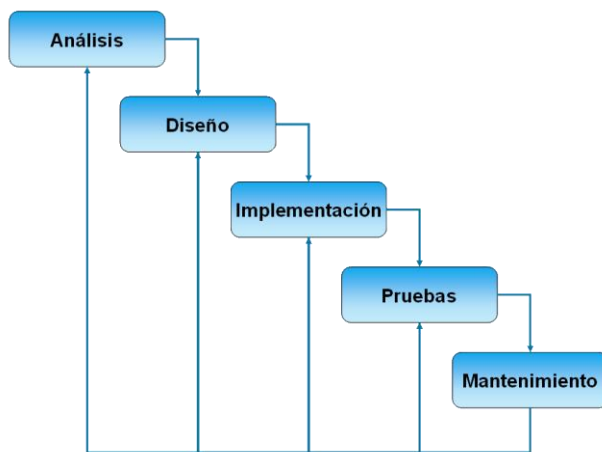 Análisis
Diseño
Implementación
Pruebas
Mantenimiento